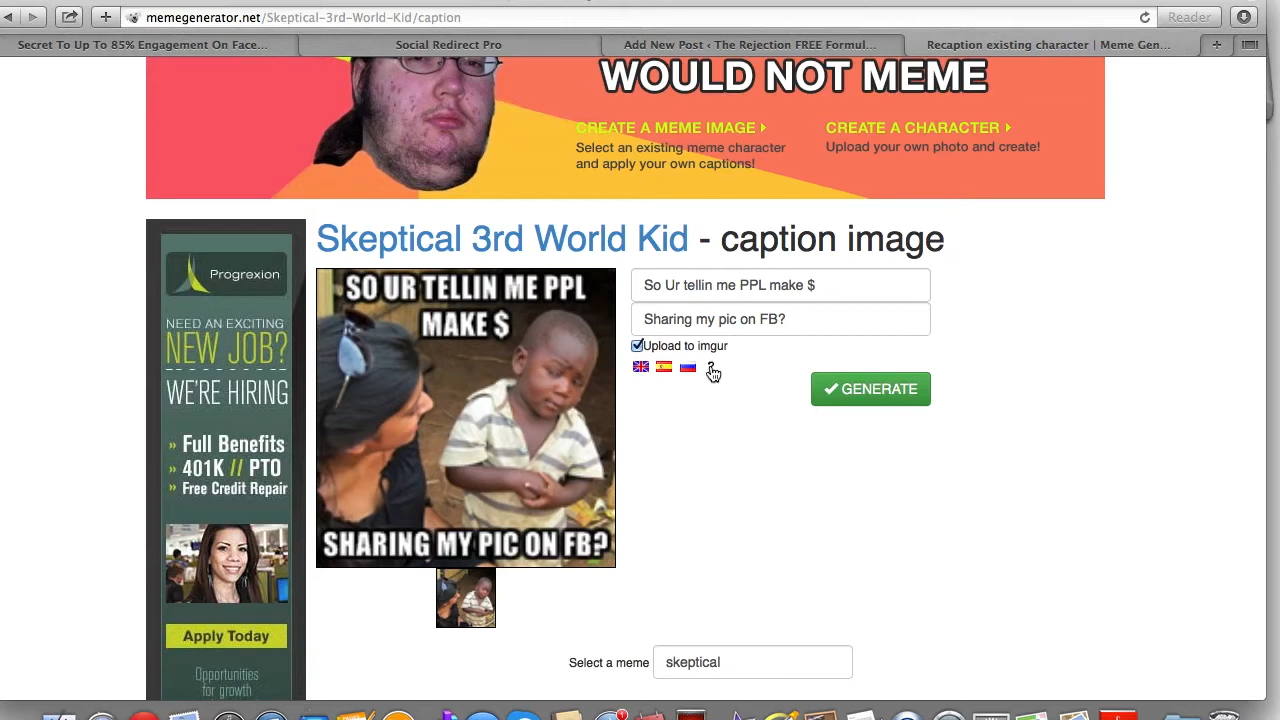 memegenerator.net/Skeptical-3rd-World-Kid/caption
Reader
Secret To Up To 85% Engagement On Face...
Social Redirect Pro
Add New Post ‹ The Rejection FREE Formul...
Recaption existing character | Meme Gen...
WOULD NOT MEME
CREATE A MEME IMAGE
CREATE A CHARACTER
Select an existing meme character
and apply your own captions!
Upload your own photo and create!
Skeptical 3rd World Kid - caption image
Progrexion
NEED AN EXCITING
NEW JOB?
WE'RE HIRING
» Full Benefits
» 401K // PTO
» Free Credit Repair
Apply Today
Opportunities
for growth
SO UR TELLIN ME PPL
MAKE $
SHARING MY PIC ON FB?
So Ur tellin me PPL make $
Sharing my pic on FB?
Upload to imgur
?
GENERATE
Select a meme
skeptical
1